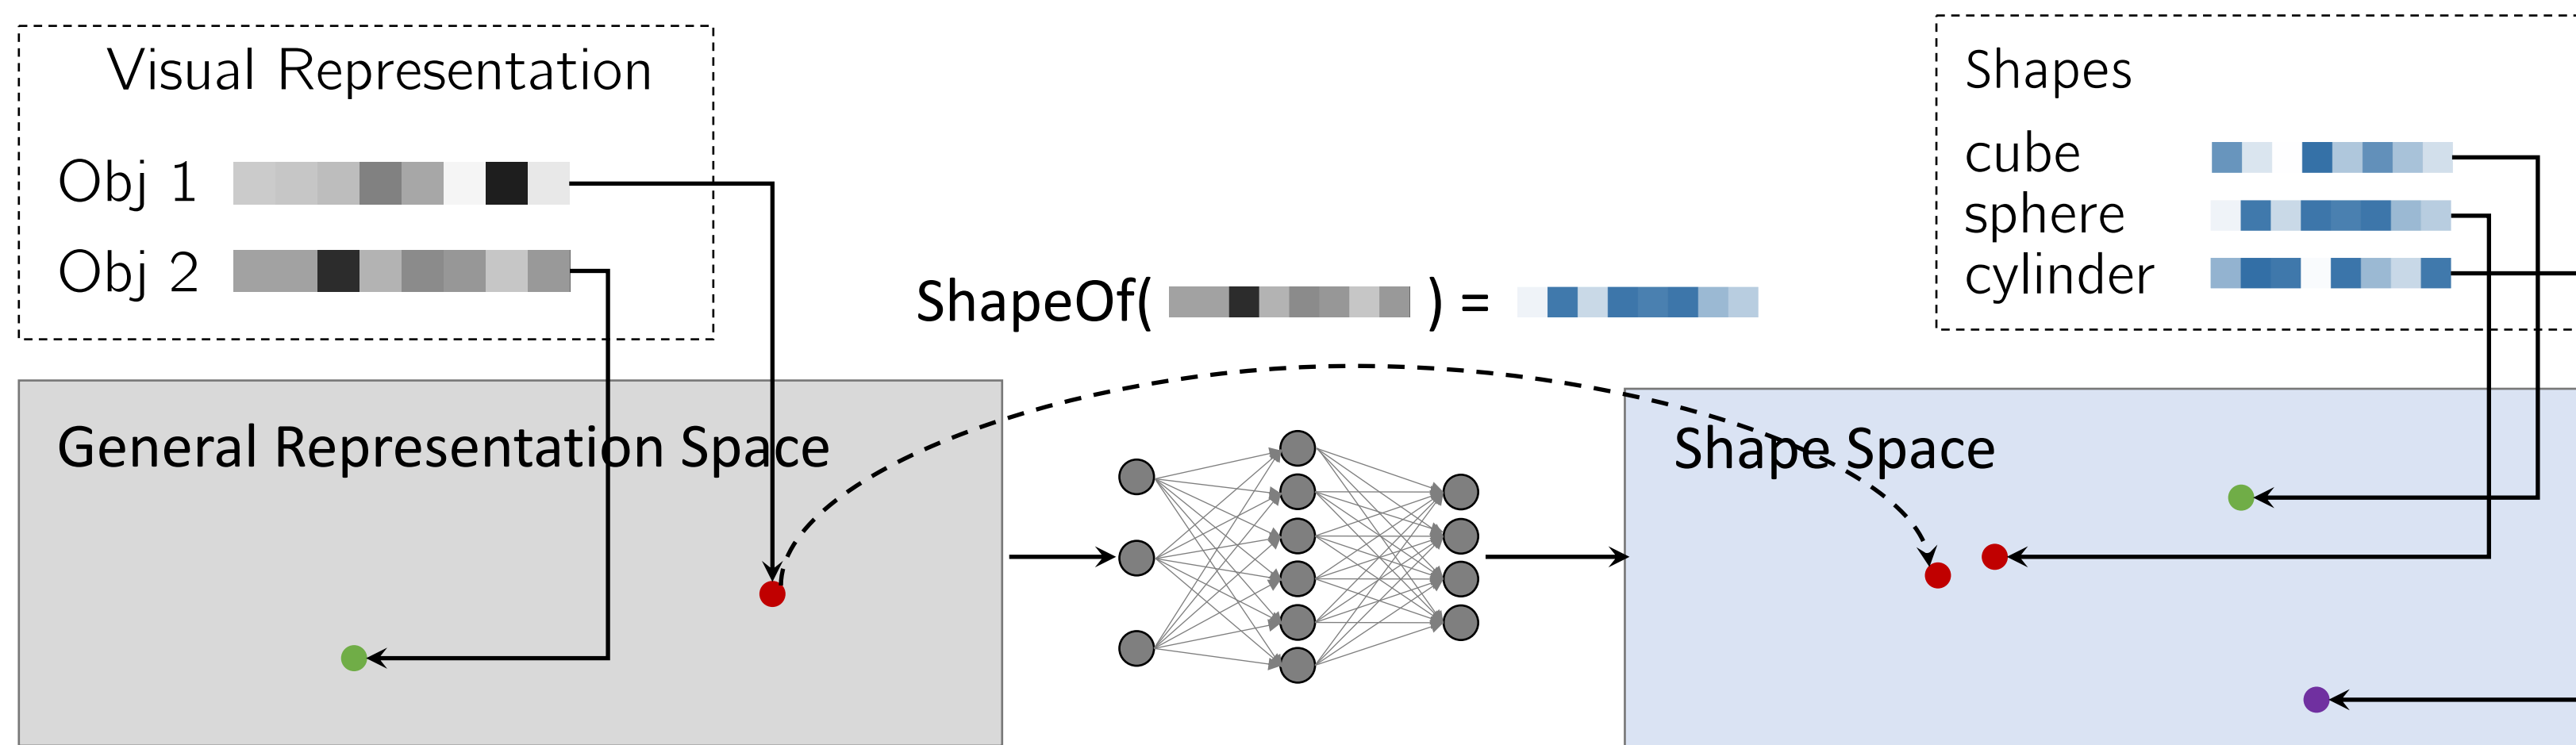 Visual Representation
Obj 1
Obj 2
ShapeOf( ) =
Shapes
cube
sphere
cylinder
General Representation Space
Shape Space